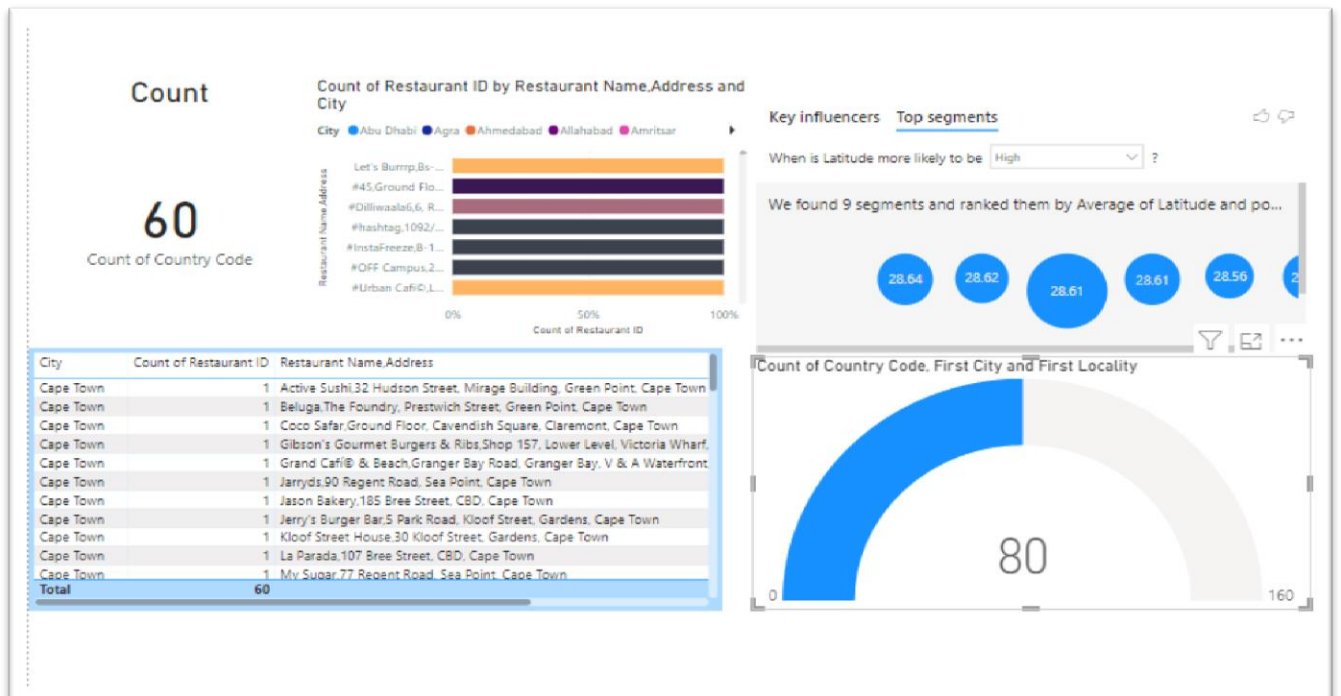 Count
60
Count of Country Code
Count of Restaurant ID by Restaurant Name,Address and
City
City Abu Dhabi Agra Ahmedabad Allahabad Amritsar
Restaurant Name,Address
Let's Burrrp,Bs-...
#45,Ground Flo...
#Dilliwaala6,6, R...
#hashtag,1092/...
#InstaFreeze,B-1...
#OFF Campus,2...
#Urban Café©,L...
0% 50% 100%
Count of Restaurant ID
Key influencers Top segments
When is Latitude more likely to be High ?
We found 9 segments and ranked them by Average of Latitude and po...
28.64 28.62 28.61 28.61 28.56 2
City Count of Restaurant ID Restaurant Name,Address
Cape Town 1 Active Sushi,32 Hudson Street, Mirage Building, Green Point, Cape Town
Cape Town 1 Beluga,The Foundry, Prestwich Street, Green Point, Cape Town
Cape Town 1 Coco Safar,Ground Floor, Cavendish Square, Claremont, Cape Town
Cape Town 1 Gibson's Gourmet Burgers & Ribs,Shop 157, Lower Level, Victoria Wharf,
Cape Town 1 Grand Café® & Beach,Granger Bay Road, Granger Bay, V & A Waterfront
Cape Town 1 Jarryds,90 Regent Road, Sea Point, Cape Town
Cape Town 1 Jason Bakery,185 Bree Street, CBD, Cape Town
Cape Town 1 Jerry's Burger Bar,5 Park Road, Kloof Street, Gardens, Cape Town
Cape Town 1 Kloof Street House,30 Kloof Street, Gardens, Cape Town
Cape Town 1 La Parada,107 Bree Street, CBD, Cape Town
Cape Town 1 My Sugar,77 Regent Road, Sea Point, Cape Town
Total 60
Count of Country Code, First City and First Locality
80
0 160